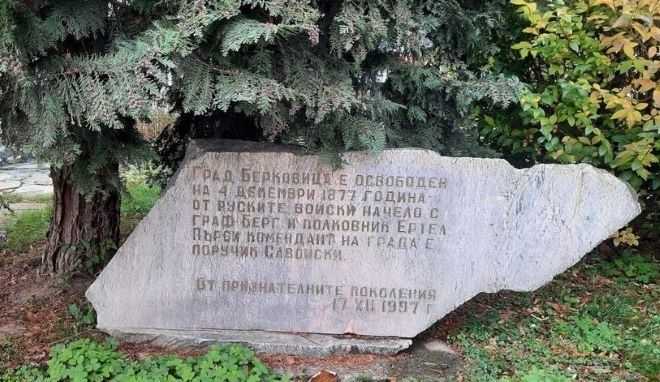 Град Берковица е освободен
на 4 декември 1877 година
от руските войски начело с
граф Берг и полковник Ертел
Първи комендант на града е
поручик Савойски.
От признателните поколения
17 XII 1997 г